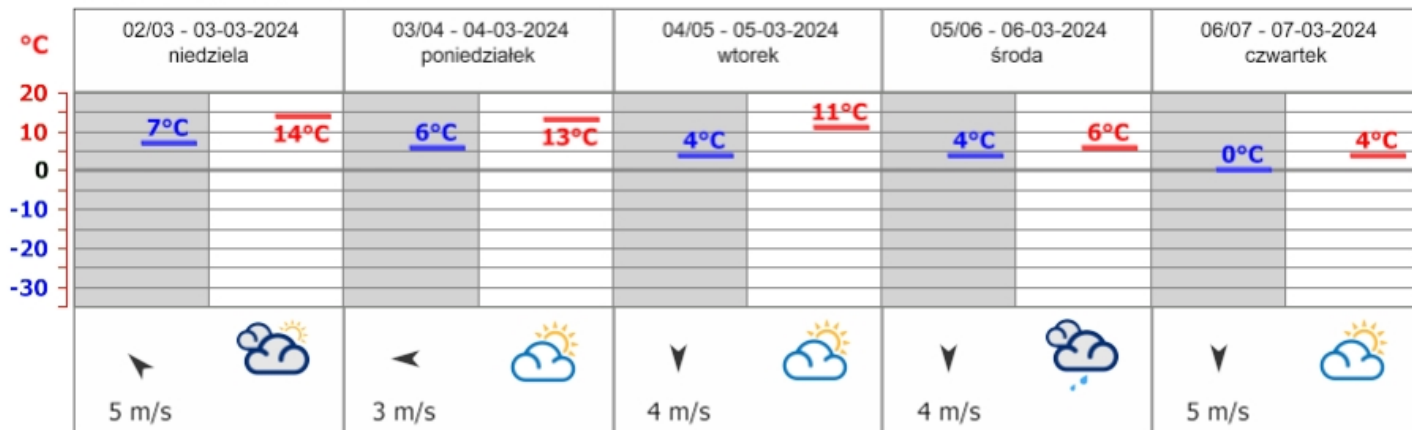 °C
02/03 - 03-03-2024
niedziela
03/04 - 04-03-2024
poniedziałek
04/05 - 05-03-2024
wtorek
05/06 - 06-03-2024
środa
06/07 - 07-03-2024
czwartek
20
10
0
-10
-20
-30
7°C
14°C
6°C
13°C
4°C
11°C
4°C
6°C
0°C
4°C
5 m/s
3 m/s
4 m/s
4 m/s
5 m/s